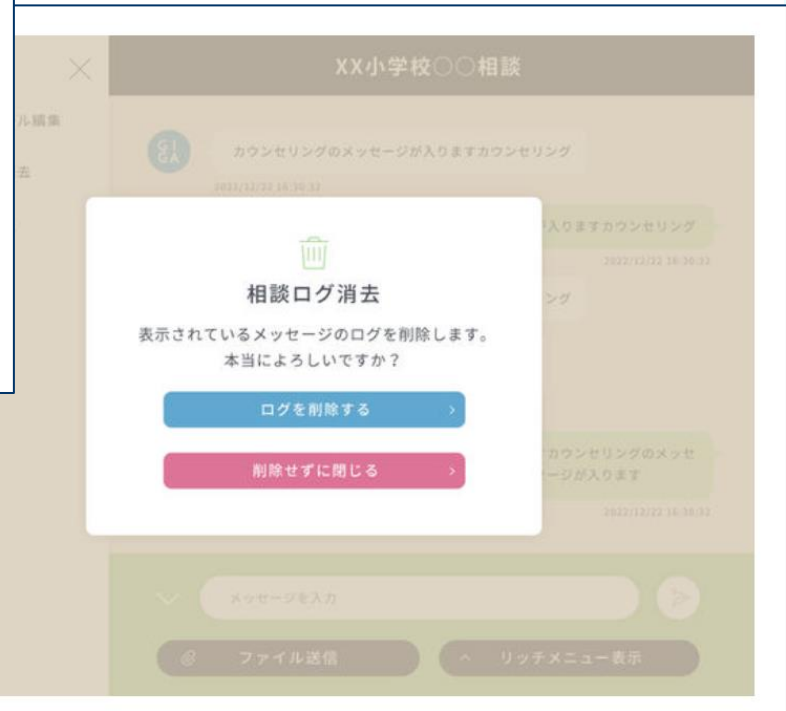 XX小学校○○相談
ル編集
去
GI
GA
カウンセリングのメッセージが入りますカウンセリング
2022/12/22 16:30:32
入りますカウンセリング
2022/12/22 16:30:32
ング
相談ログ消去
表示されているメッセージのログを削除します。
本当によろしいですか？
ログを削除する
削除せずに閉じる
カウンセリングのメッセ
ージが入ります
2022/12/22 16:30:32
メッセージを入力
ファイル送信
リッチメニュー表示